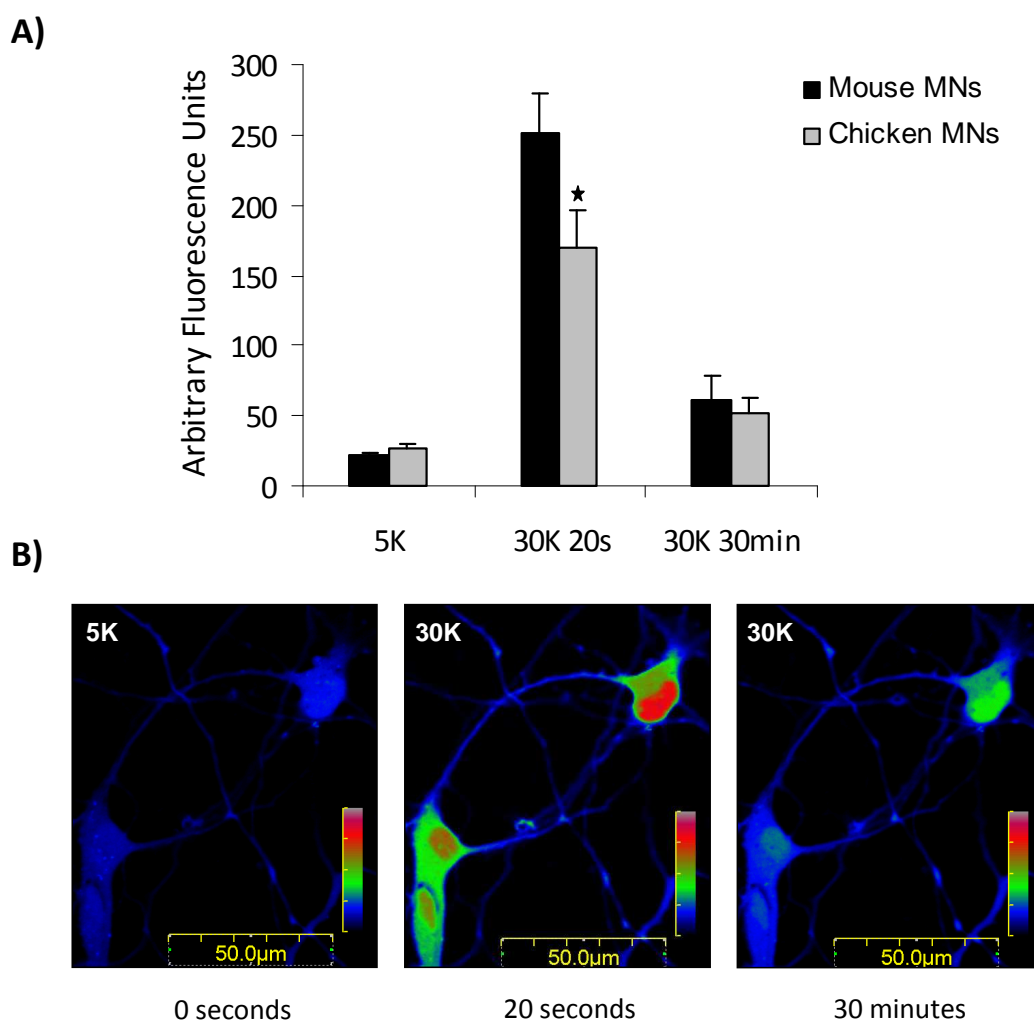 A)
Arbitrary Fluorescence Units
300
250
200
150
100
50
0
Mouse MNs
Chicken MNs
5K 30K 20s 30K 30min
B)
5K 30K 30K
50.0µm 50.0µm 50.0µm
0 seconds 20 seconds 30 minutes